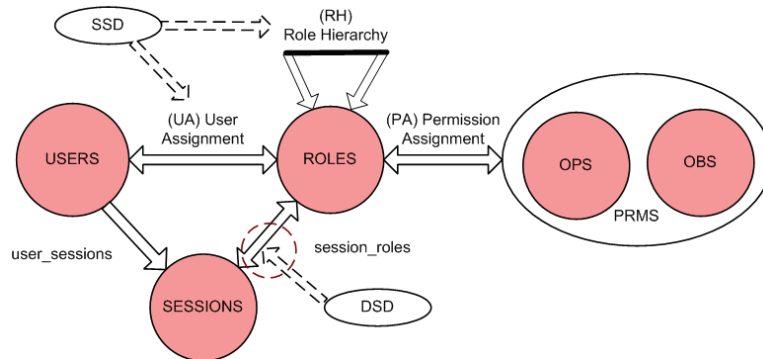 (RH)
Role Hierarchy
SSD
(UA) User
Assignment
(PA) Permission
Assignment
USERS
ROLES
OPS
OBS
PRMS
user_sessions
session_roles
SESSIONS
DSD